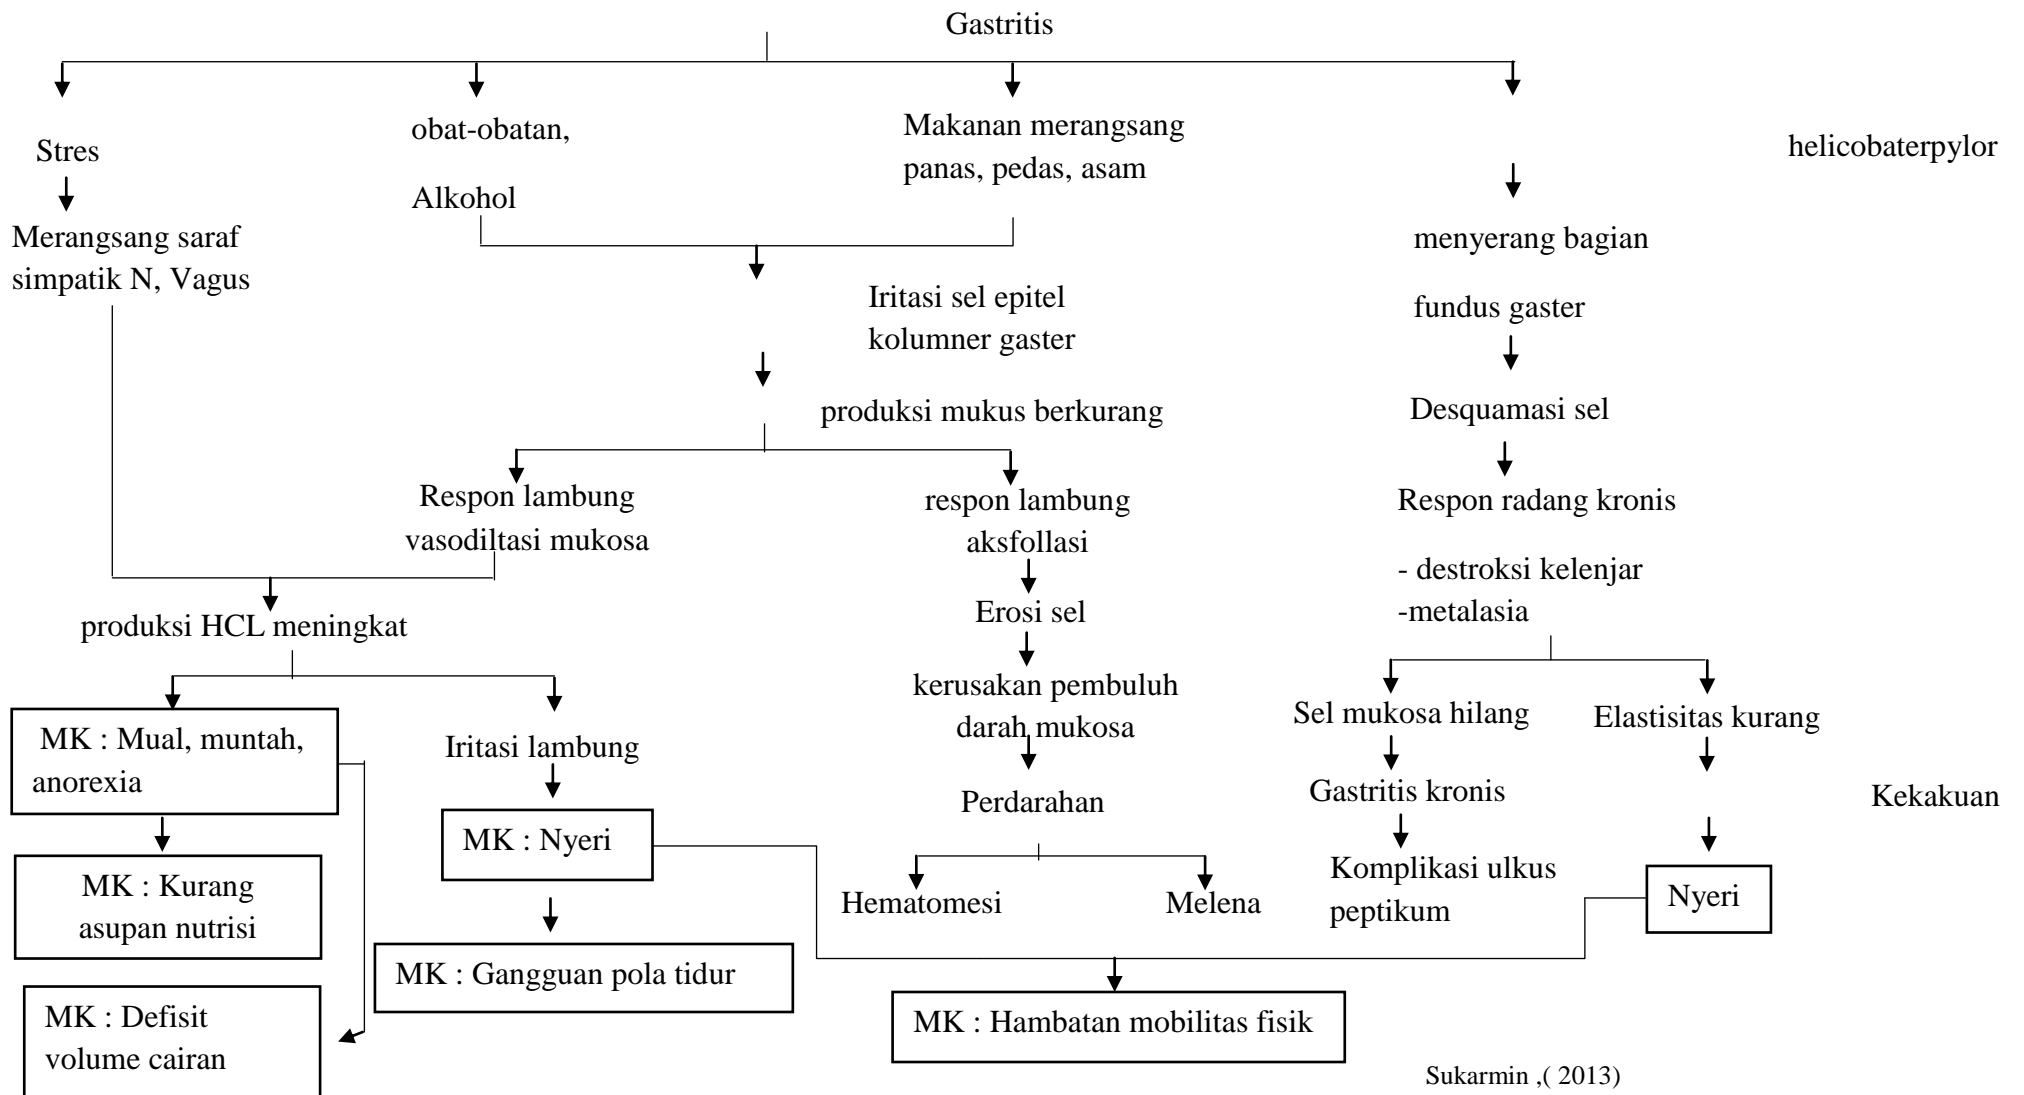 Gastritis
Stres
obat-obatan,
Alkohol
Makanan merangsang
panas, pedas, asam
helicobaterpylor
Merangsang saraf
simpatik N, Vagus
menyerang bagian
fundus gaster
Iritasi sel epitel
kolumner gaster
produksi mukus berkurang
Desquamasi sel
Respon lambung
vasodiltasi mukosa
respon lambung
aksfollasi
Respon radang kronis
- destroksi kelenjar
-metalasia
produksi HCL meningkat
Erosi sel
kerusakan pembuluh
darah mukosa
Sel mukosa hilang
Elastisitas kurang
MK : Mual, muntah,
anorexia
Iritasi lambung
Perdarahan
Gastritis kronis
Kekakuan
MK : Nyeri
MK : Kurang
asupan nutrisi
Hematomesi
Melena
Komplikasi ulkus
peptikum
Nyeri
MK : Gangguan pola tidur
MK : Defisit
volume cairan
MK : Hambatan mobilitas fisik
Sukarmin ,( 2013)